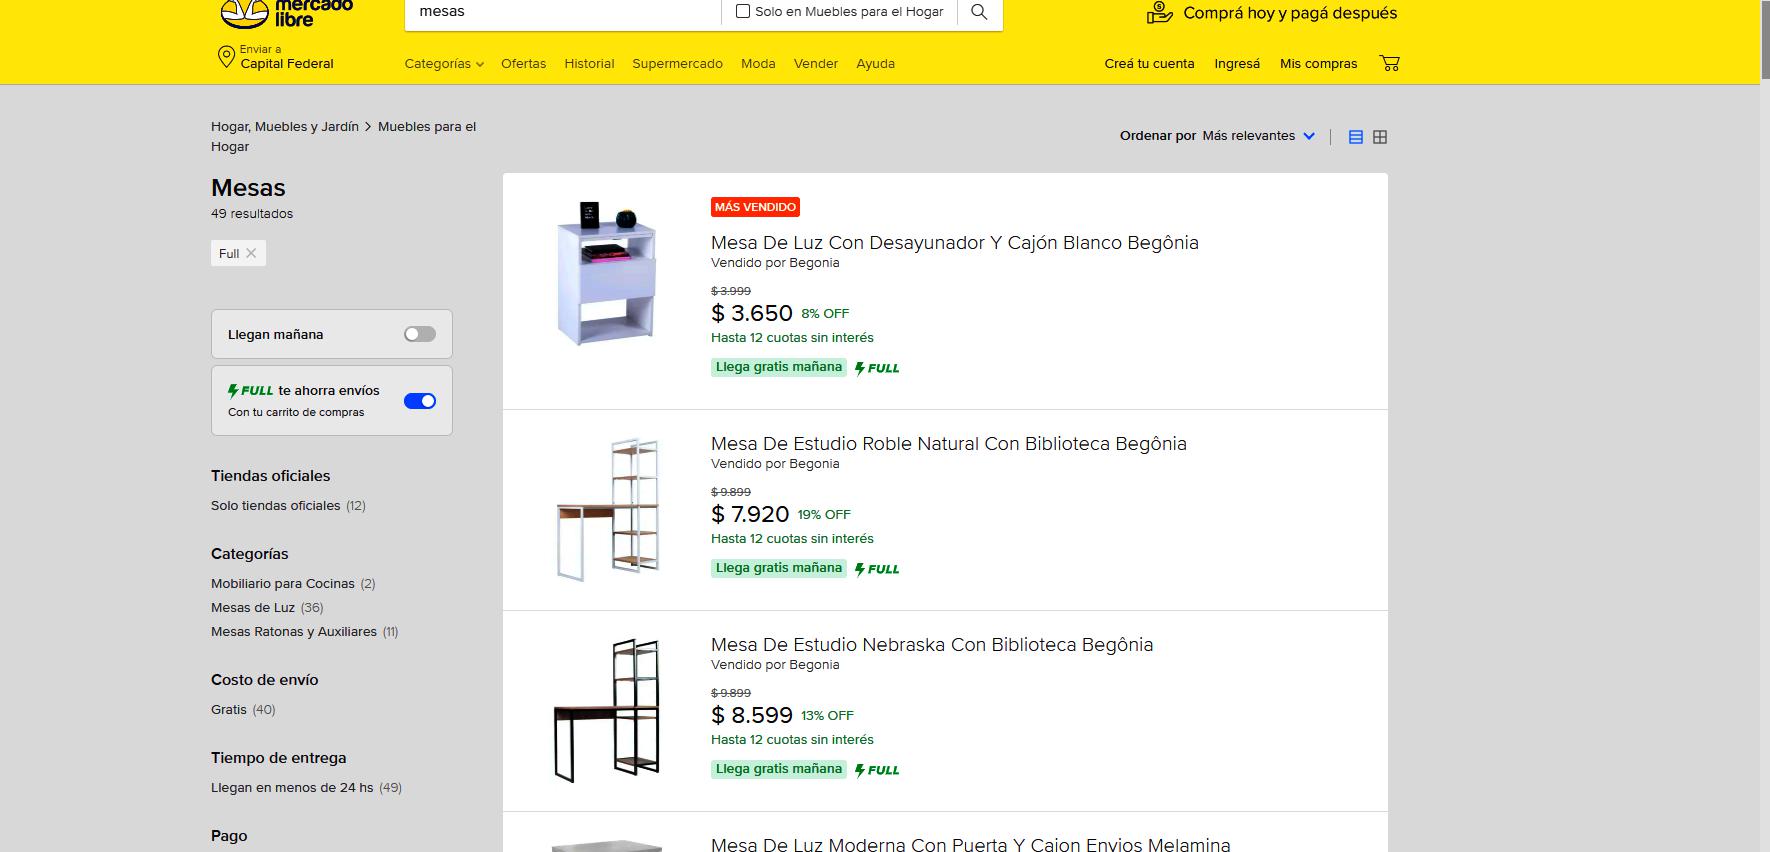 mercado
libre
mesas
Solo en Muebles para el Hogar
Comprá hoy y pagá después
Enviar a
Capital Federal
Categorías
Ofertas
Historial
Supermercado
Moda
Vender
Ayuda
Creá tu cuenta
Ingresá
Mis compras
Hogar, Muebles y Jardín > Muebles para el
Hogar
Ordenar por Más relevantes
Mesas
49 resultados
Full
Llegan mañana
FULL te ahorra envíos
Con tu carrito de compras
Tiendas oficiales
Solo tiendas oficiales (12)
Categorías
Mobiliario para Cocinas (2)
Mesas de Luz (36)
Mesas Ratonas y Auxiliares (11)
Costo de envío
Gratis (40)
Tiempo de entrega
Llegan en menos de 24 hs (49)
Pago
MÁS VENDIDO
Mesa De Luz Con Desayunador Y Cajón Blanco Begônia
Vendido por Begonia
$ 3.999
$ 3.650 8% OFF
Hasta 12 cuotas sin interés
Llega gratis mañana FULL
Mesa De Estudio Roble Natural Con Biblioteca Begônia
Vendido por Begonia
$ 9.899
$ 7.920 19% OFF
Hasta 12 cuotas sin interés
Llega gratis mañana FULL
Mesa De Estudio Nebraska Con Biblioteca Begônia
Vendido por Begonia
$ 9.899
$ 8.599 13% OFF
Hasta 12 cuotas sin interés
Llega gratis mañana FULL
Mesa De Luz Moderna Con Puerta Y Cajon Envios Melamina